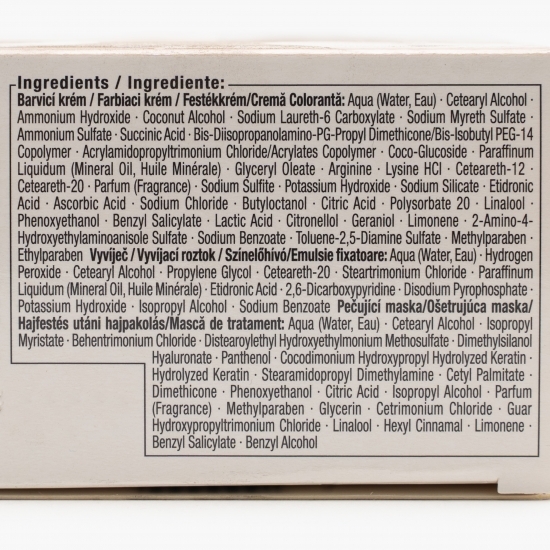 Ingredients / Ingrediente:
Barvicí krém / Farbiaci krém / Festékkrém/Cremă Colorantă: Aqua (Water, Eau) · Cetearyl Alcohol ·
Ammonium Hydroxide · Coconut Alcohol · Sodium Laureth-6 Carboxylate · Sodium Myreth Sulfate ·
Ammonium Sulfate · Succinic Acid · Bis-Diisopropanolamino-PG-Propyl Dimethicone/Bis-Isobutyl PEG-14
Copolymer · Acrylamidopropyltrimonium Chloride/Acrylates Copolymer · Coco-Glucoside · Paraffinum
Liquidum (Mineral Oil, Huile Minérale) · Glyceryl Oleate · Arginine · Lysine HCl · Ceteareth-12 ·
Ceteareth-20 · Parfum (Fragrance) · Sodium Sulfite · Potassium Hydroxide · Sodium Silicate · Etidronic
Acid · Ascorbic Acid · Sodium Chloride · Butyloctanol · Citric Acid · Polysorbate 20 · Linalool ·
Phenoxyethanol · Benzyl Salicylate · Lactic Acid · Citronellol · Geraniol · Limonene · 2-Amino-4-
Hydroxyethylaminoanisole Sulfate · Sodium Benzoate · Toluene-2,5-Diamine Sulfate · Methylparaben ·
Ethylparaben Vyvíječ / Vyvíjací roztok / Színelőhívó/Emulsie fixatoare: Aqua (Water, Eau) · Hydrogen
Peroxide · Cetearyl Alcohol · Propylene Glycol · Ceteareth-20 · Steartrimonium Chloride · Paraffinum
Liquidum (Mineral Oil, Huile Minérale) · Etidronic Acid · 2,6-Dicarboxypyridine · Disodium Pyrophosphate ·
Potassium Hydroxide · Isopropyl Alcohol · Sodium Benzoate Pečující maska/Ošetrujúca maska/
Hajfestés utáni hajpakolás/Mască de tratament: Aqua (Water, Eau) · Cetearyl Alcohol · Isopropyl
Myristate · Behentrimonium Chloride · Distearoylethyl Hydroxyethylmonium Methosulfate · Dimethylsilanol
Hyaluronate · Panthenol · Cocodimonium Hydroxypropyl Hydrolyzed Keratin ·
Hydrolyzed Keratin · Stearamidopropyl Dimethylamine · Cetyl Palmitate ·
Dimethicone · Phenoxyethanol · Citric Acid · Isopropyl Alcohol · Parfum
(Fragrance) · Methylparaben · Glycerin · Cetrimonium Chloride · Guar
Hydroxypropyltrimonium Chloride · Linalool · Hexyl Cinnamal · Limonene ·
Benzyl Salicylate · Benzyl Alcohol